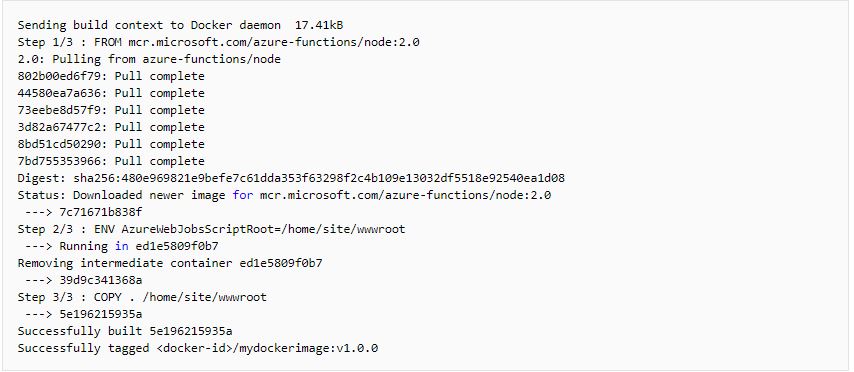 Sending build context to Docker daemon  17.41kB
Step 1/3 : FROM mcr.microsoft.com/azure-functions/node:2.0
2.0: Pulling from azure-functions/node
802b00ed6f79: Pull complete
44580ea7a636: Pull complete
73eebe8d57f9: Pull complete
3d82a67477c2: Pull complete
8bd51cd50290: Pull complete
7bd755353966: Pull complete
Digest: sha256:480e969821e9befe7c61dda353f63298f2c4b109e13032df5518e92540ea1d08
Status: Downloaded newer image for mcr.microsoft.com/azure-functions/node:2.0
 ---> 7c71671b838f
Step 2/3 : ENV AzureWebJobsScriptRoot=/home/site/wwwroot
 ---> Running in ed1e5809f0b7
Removing intermediate container ed1e5809f0b7
 ---> 39d9c341368a
Step 3/3 : COPY . /home/site/wwwroot
 ---> 5e196215935a
Successfully built 5e196215935a
Successfully tagged <docker-id>/mydockerimage:v1.0.0